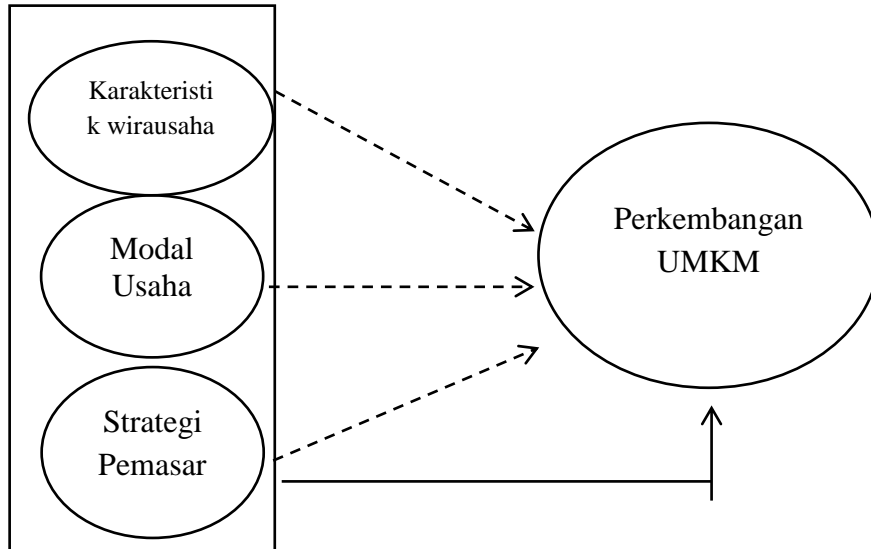 Karakteristi
k wirausaha
Modal
Usaha
Strategi
Pemasar
Perkembangan
UMKM